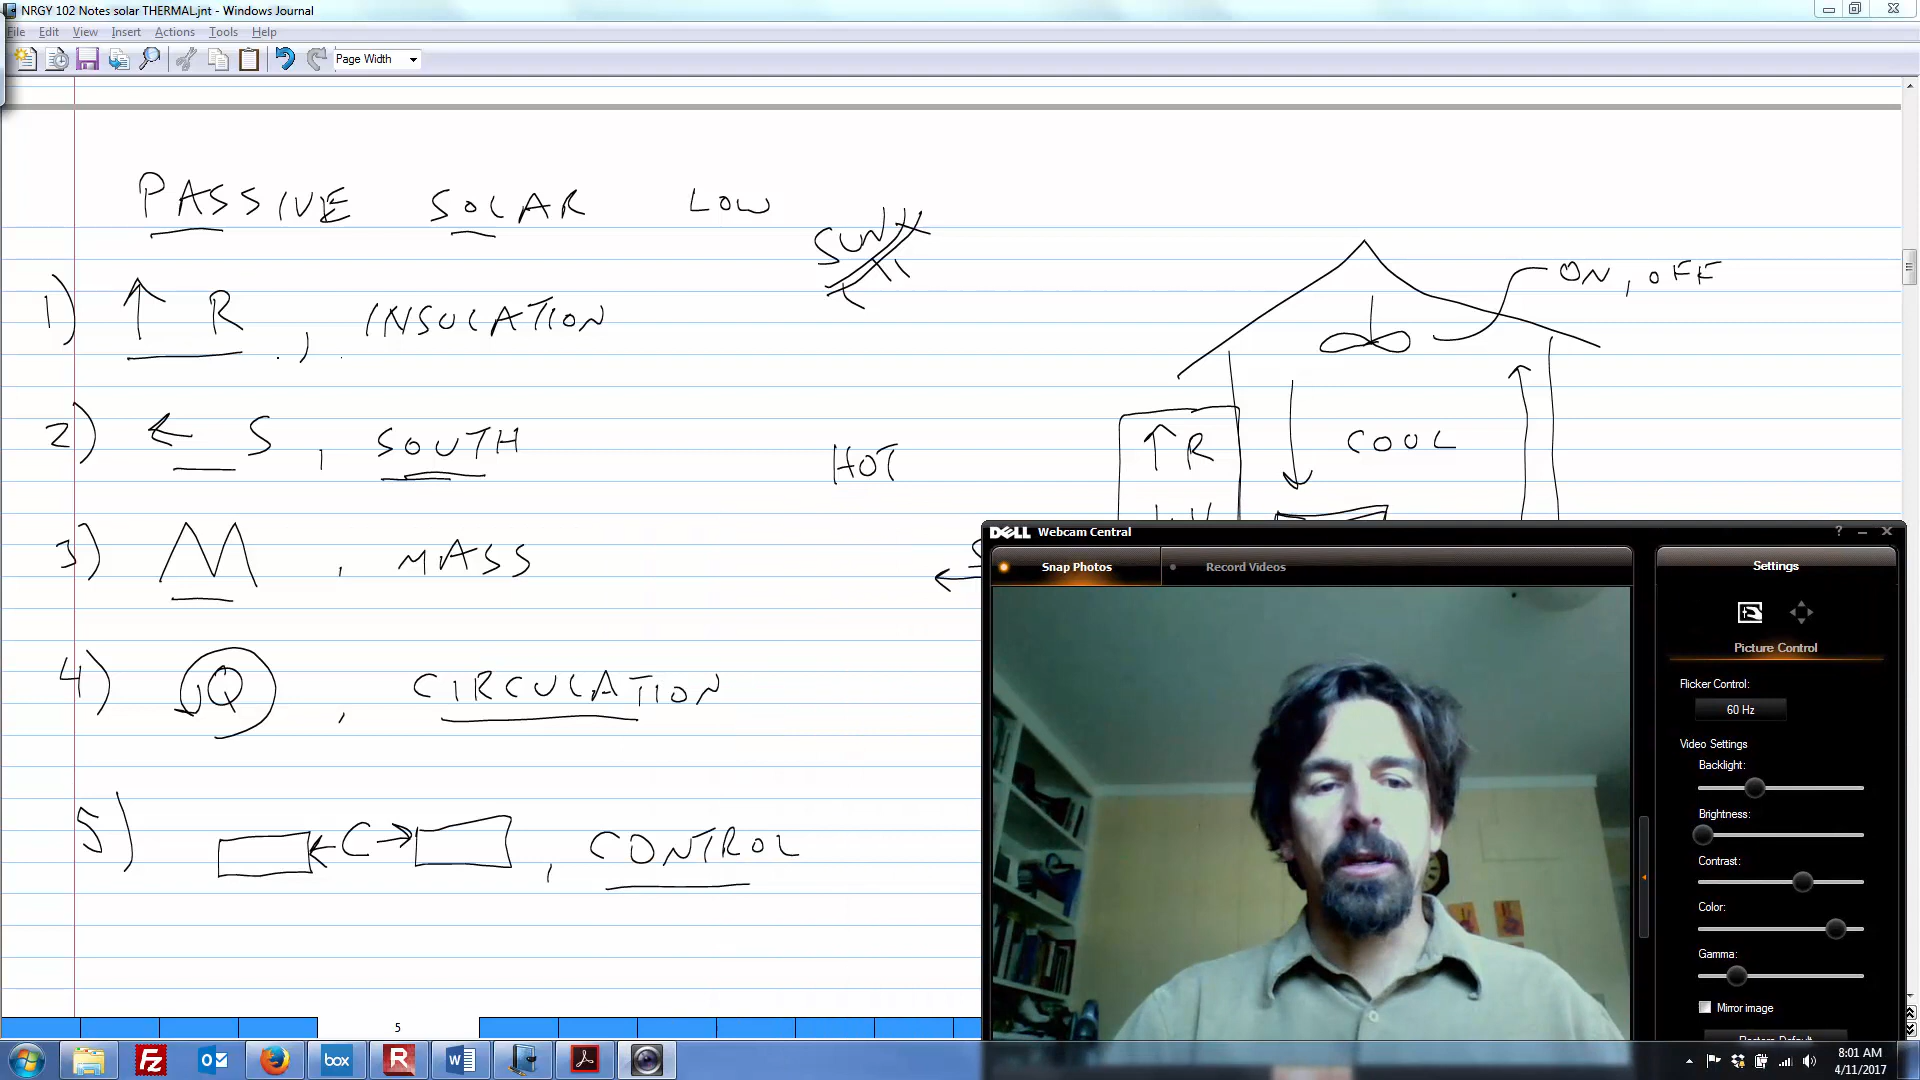 NRGY 102 Notes solar THERMAL.jnt - Windows Journal
File Edit View Insert Actions Tools Help
Page Width
PASSIVE SOLAR LOW
SUN
1) ↑ R , INSULATION
ON, OFF
2) ← S , SOUTH
HOT
↑ R
COOL
3) M , MASS
4) Q , CIRCULATION
5) ← C → , CONTROL
5
DELL Webcam Central
Snap Photos
Record Videos
Settings
Picture Control
Flicker Control:
60 Hz
Video Settings
Backlight:
Brightness:
Contrast:
Color:
Gamma:
Mirror image
Restore Default
Fz
box
R
W
8:01 AM
4/11/2017